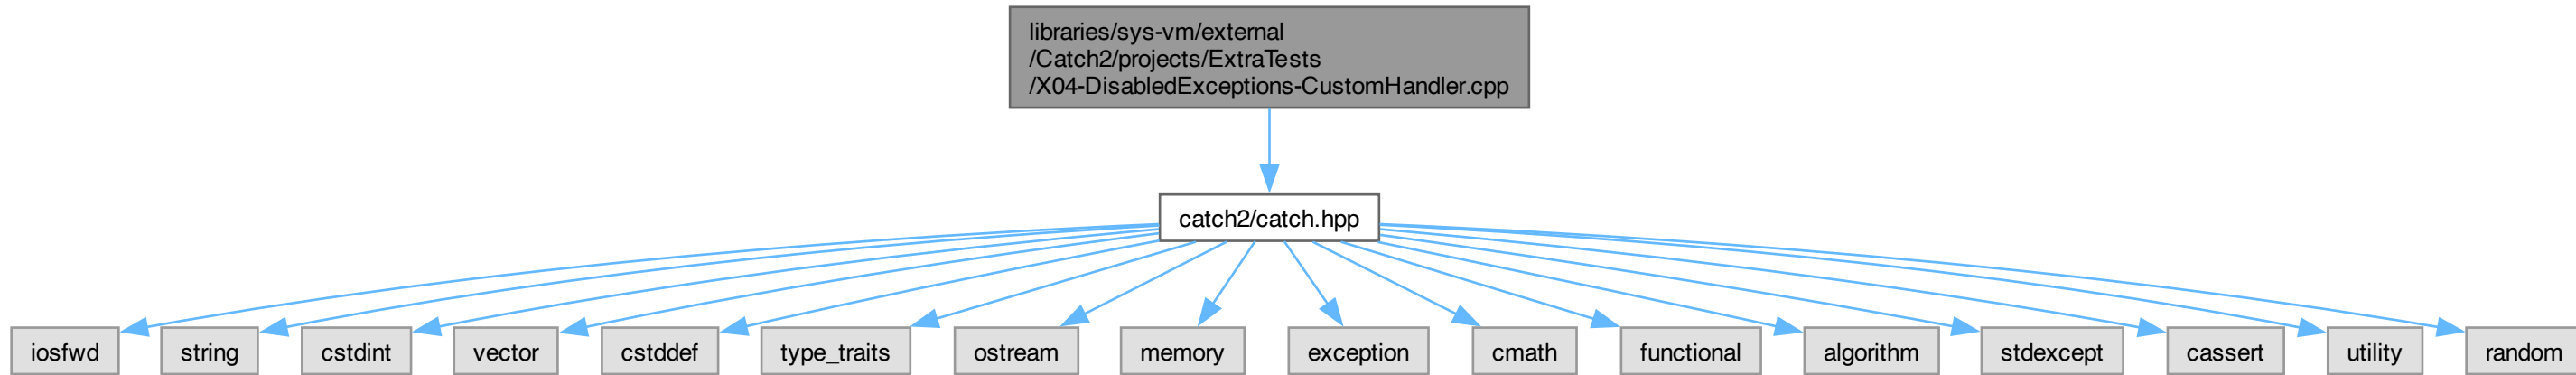 libraries/sys-vm/external
/Catch2/projects/ExtraTests
/X04-DisabledExceptions-CustomHandler.cpp
catch2/catch.hpp
iosfwd
string
cstdint
vector
cstddef
type_traits
ostream
memory
exception
cmath
functional
algorithm
stdexcept
cassert
utility
random